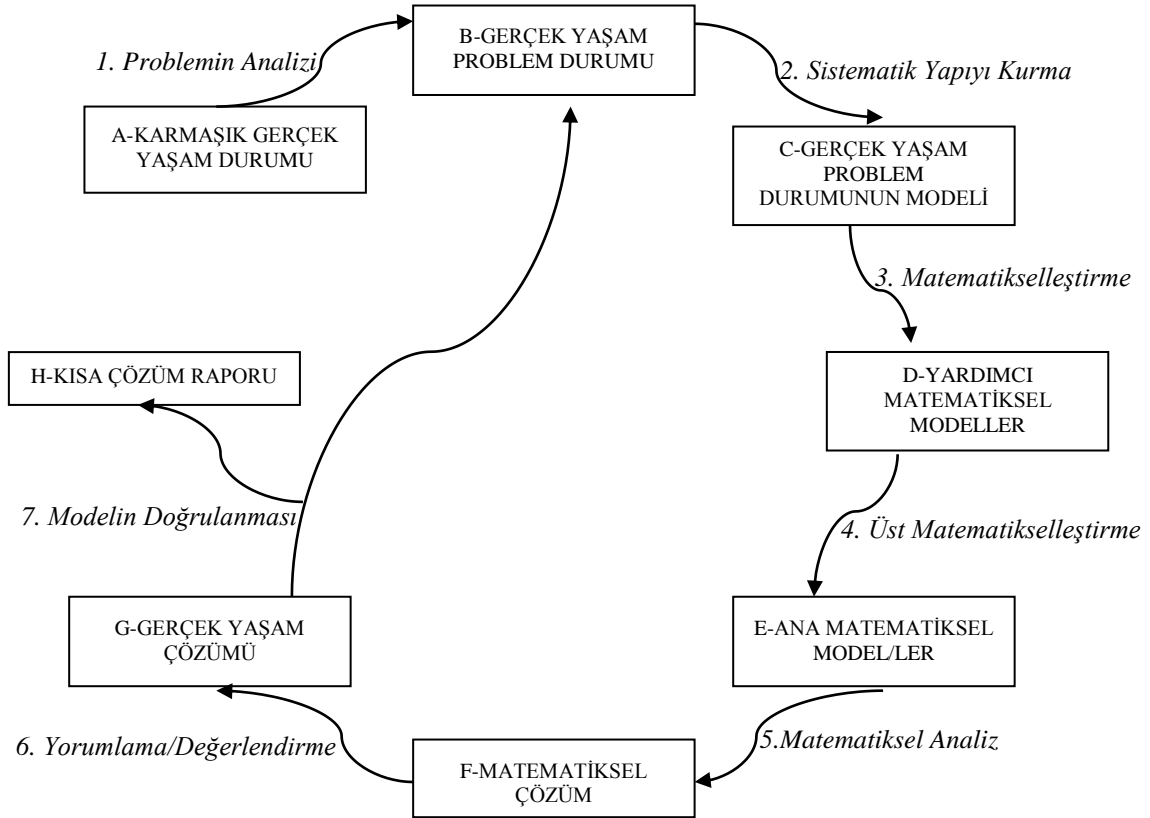 B-GERÇEK YAŞAM
PROBLEM DURUMU
1. Problemin Analizi
2. Sistematik Yapıyı Kurma
A-KARMAŞIK GERÇEK
YAŞAM DURUMU
C-GERÇEK YAŞAM
PROBLEM
DURUMUNUN MODELİ
3. Matematikselleştirme
H-KISA ÇÖZÜM RAPORU
D-YARDIMCI
MATEMATİKSEL
MODELLER
7. Modelin Doğrulanması
4. Üst Matematikselleştirme
G-GERÇEK YAŞAM
ÇÖZÜMÜ
E-ANA MATEMATİKSEL
MODEL/LER
6. Yorumlama/Değerlendirme
5.Matematiksel Analiz
F-MATEMATİKSEL
ÇÖZÜM